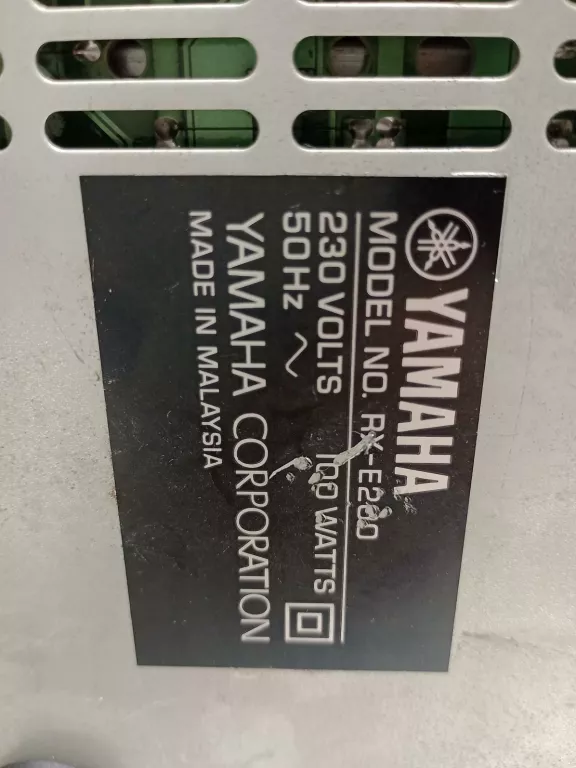 YAMAHA
MODEL NO. RX-E200
230 VOLTS 100 WATTS
50Hz ~
YAMAHA CORPORATION
MADE IN MALAYSIA